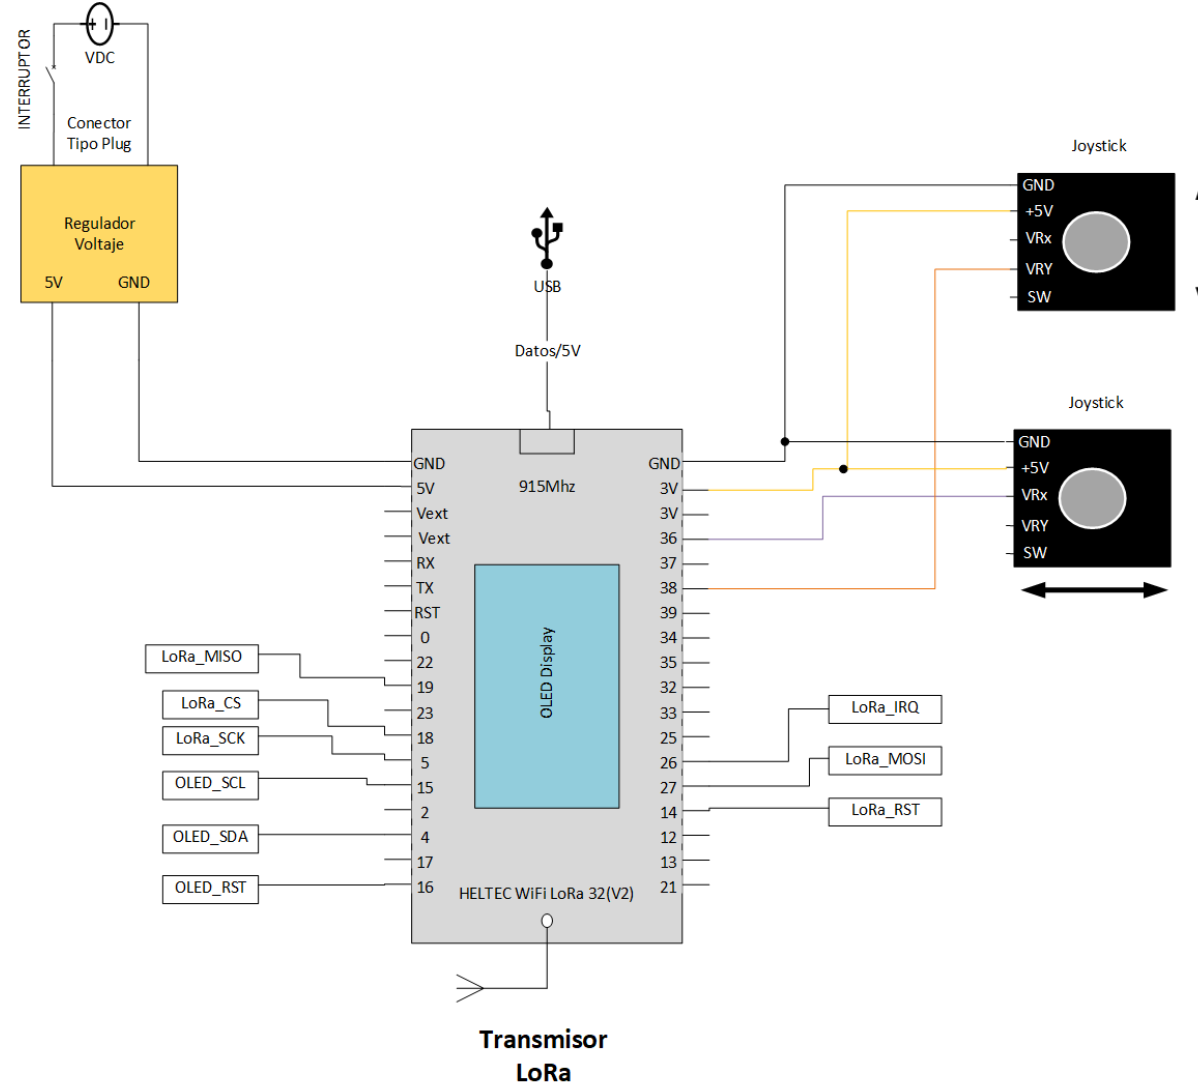 INTERRUPTOR
VDC
Conector
Tipo Plug
Regulador
Voltaje
5V GND
USB
Datos/5V
Joystick
GND
+5V
VRx
VRY
SW
Joystick
GND
+5V
VRx
VRY
SW
915Mhz
GND
5V
Vext
Vext
RX
TX
RST
0
22
19
23
18
5
15
2
4
17
16
GND
3V
3V
36
37
38
39
34
35
32
33
25
26
27
14
12
13
21
OLED Display
HELTEC WiFi LoRa 32(V2)
LoRa_MISO
LoRa_CS
LoRa_SCK
OLED_SCL
OLED_SDA
OLED_RST
LoRa_IRQ
LoRa_MOSI
LoRa_RST
Transmisor
LoRa